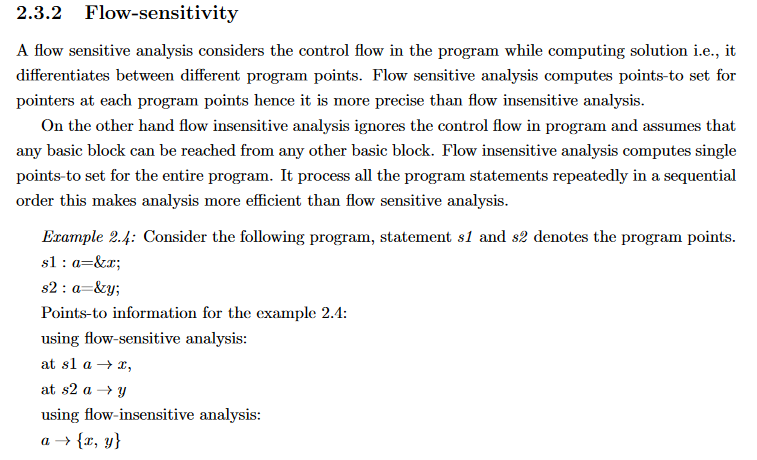 2.3.2 Flow-sensitivity
A flow sensitive analysis considers the control flow in the program while computing solution i.e., it
differentiates between different program points. Flow sensitive analysis computes points-to set for
pointers at each program points hence it is more precise than flow insensitive analysis.
On the other hand flow insensitive analysis ignores the control flow in program and assumes that
any basic block can be reached from any other basic block. Flow insensitive analysis computes single
points-to set for the entire program. It process all the program statements repeatedly in a sequential
order this makes analysis more efficient than flow sensitive analysis.
Example 2.4: Consider the following program, statement s1 and s2 denotes the program points.
s1 : a=&x;
s2 : a=&y;
Points-to information for the example 2.4:
using flow-sensitive analysis:
at s1 a → x,
at s2 a → y
using flow-insensitive analysis:
a → {x, y}